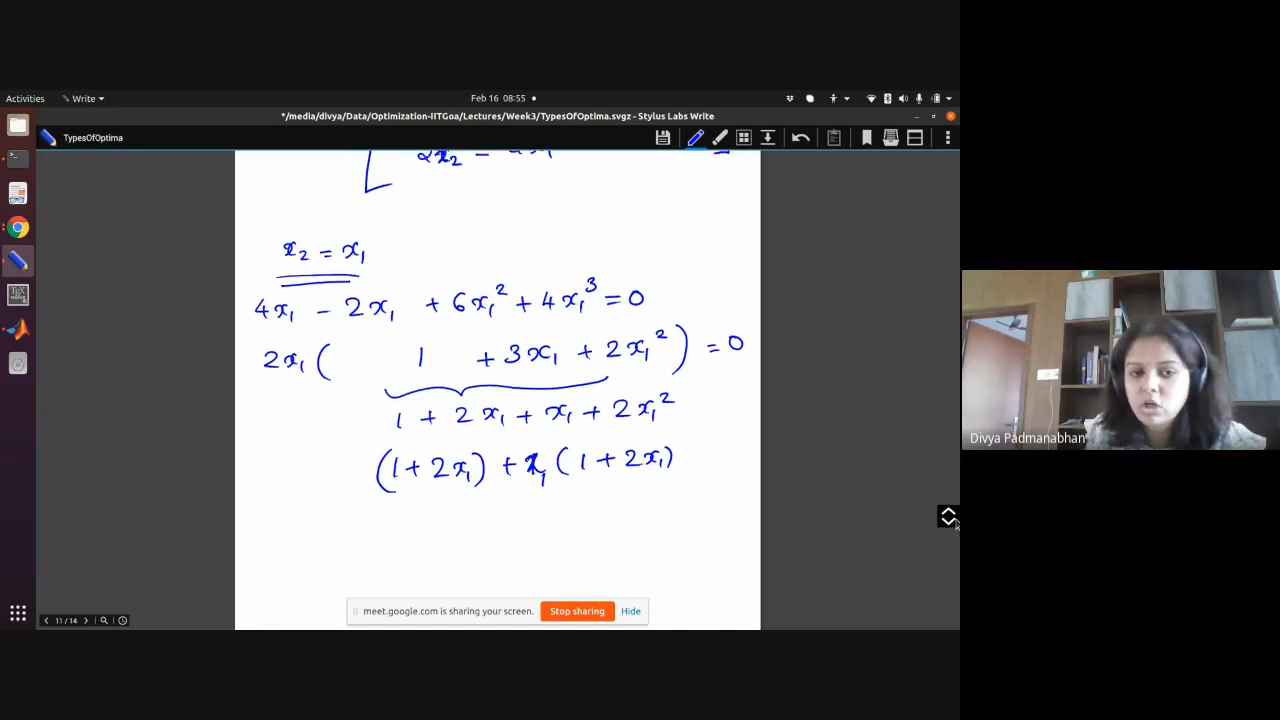 Activities
Write
Feb 16 08:55
*/media/divya/Data/Optimization-IITGoa/Lectures/Week3/TypesOfOptima.svgz - Stylus Labs Write
TypesOfOptima
x₂ = x₁
4x₁ - 2x₁ + 6x₁² + 4x₁³ = 0
2x₁( 1 + 3x₁ + 2x₁² ) = 0
1 + 2x₁ + x₁ + 2x₁²
(1 + 2x₁) + x₁ (1 + 2x₁)
Divya Padmanabhan
meet.google.com is sharing your screen. Stop sharing Hide
11 / 14